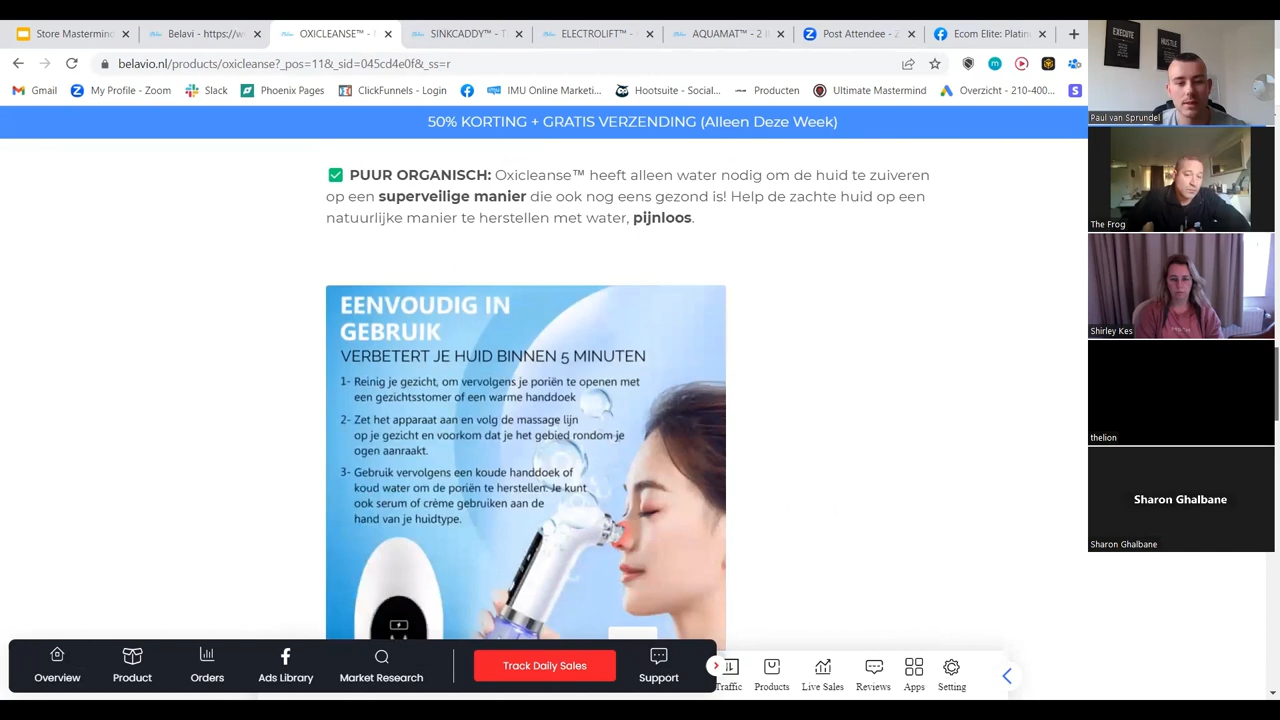 Store Mastermind
Belavi - https://w
OXICLEANSE™ -
SINKCADDY™ - T
ELECTROLIFT™ -
AQUAMAT™ - 2 I
Post Attendee - Z
Ecom Elite: Platin
belavio.nl/products/oxicleanse?_pos=11&_sid=045cd4e0f&_ss=r
Gmail
My Profile - Zoom
Slack
Phoenix Pages
ClickFunnels - Login
IMU Online Marketi...
Hootsuite - Social...
Producten
Ultimate Mastermind
Overzicht - 210-400...
50% KORTING + GRATIS VERZENDING (Alleen Deze Week)
PUUR ORGANISCH: Oxicleanse™ heeft alleen water nodig om de huid te zuiveren
op een superveilige manier die ook nog eens gezond is! Help de zachte huid op een
natuurlijke manier te herstellen met water, pijnloos.
EENVOUDIG IN
GEBRUIK
VERBETERT JE HUID BINNEN 5 MINUTEN
1- Reinig je gezicht, om vervolgens je poriën te openen met
een gezichtsstomer of een warme handdoek
2- Zet het apparaat aan en volg de massage lijn
op je gezicht en voorkom dat je het gebied rondom je
ogen aanraakt.
3- Gebruik vervolgens een koude handdoek of
koud water om de poriën te herstellen. Je kunt
ook serum of crème gebruiken aan de
hand van je huidtype.
Overview
Product
Orders
Ads Library
Market Research
Track Daily Sales
Support
Traffic
Products
Live Sales
Reviews
Apps
Setting
EXECUTE
HUSTLE
Paul van Sprundel
The Frog
Shirley Kes
thelion
Sharon Ghalbane
Sharon Ghalbane